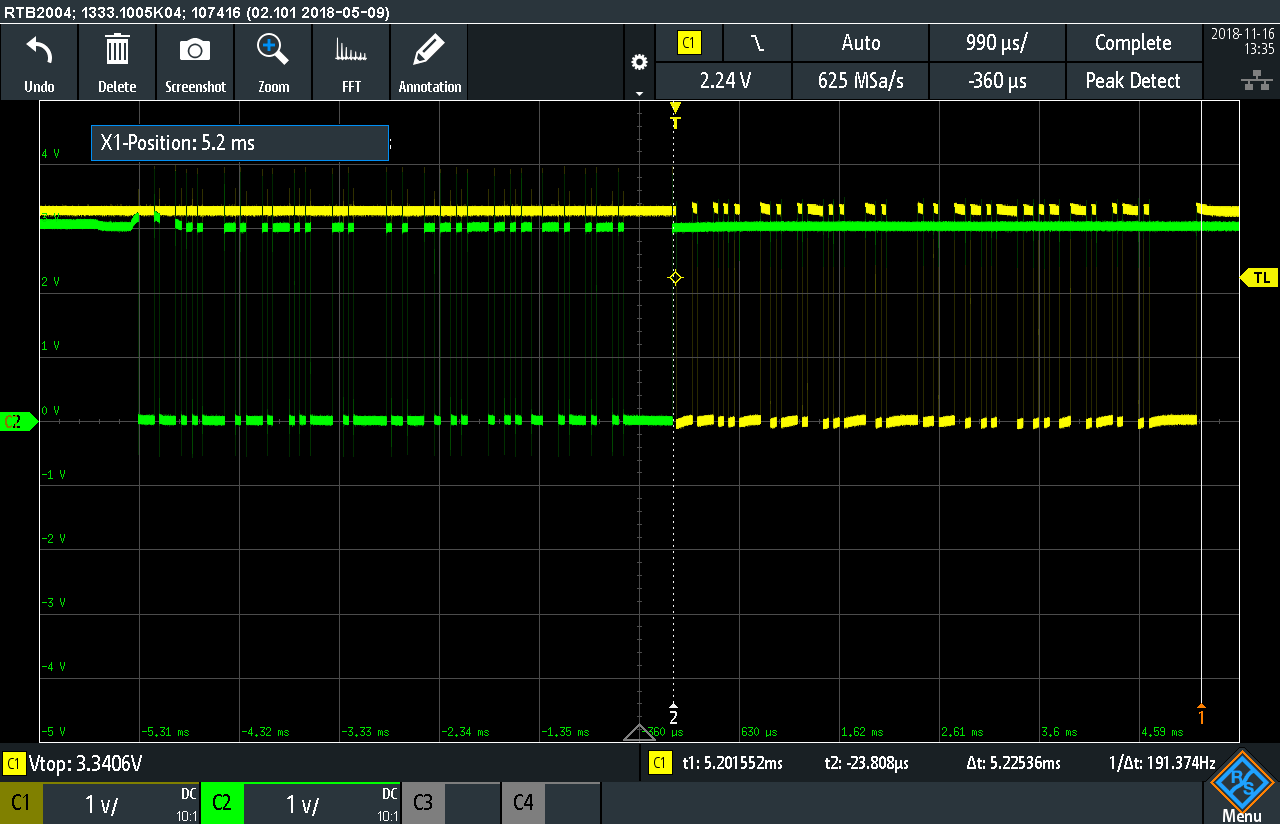 RTB2004; 1333.1005K04; 107416 (02.101 2018-05-09)
Undo
Delete
Screenshot
Zoom
FFT
Annotation
C1
Auto
990 µs/
Complete
2018-11-16
13:35
2.24 V
625 MSa/s
-360 µs
Peak Detect
T
X1-Position: 5.2 ms
4 V
2 V
1 V
0 V
-1 V
-2 V
-3 V
-4 V
-5 V
TL
C2
2
1
-5,31 ms
-4,32 ms
-3,33 ms
-2,34 ms
-1,35 ms
-360 µs
630 µs
1,62 ms
2,61 ms
3,6 ms
4,59 ms
C1 Vtop: 3.3406V
C1 t1: 5.201552ms t2: -23.808µs Δt: 5.22536ms 1/Δt: 191.374Hz
C1 1 V/ DC 10:1
C2 1 V/ DC 10:1
C3
C4
R S
Menu